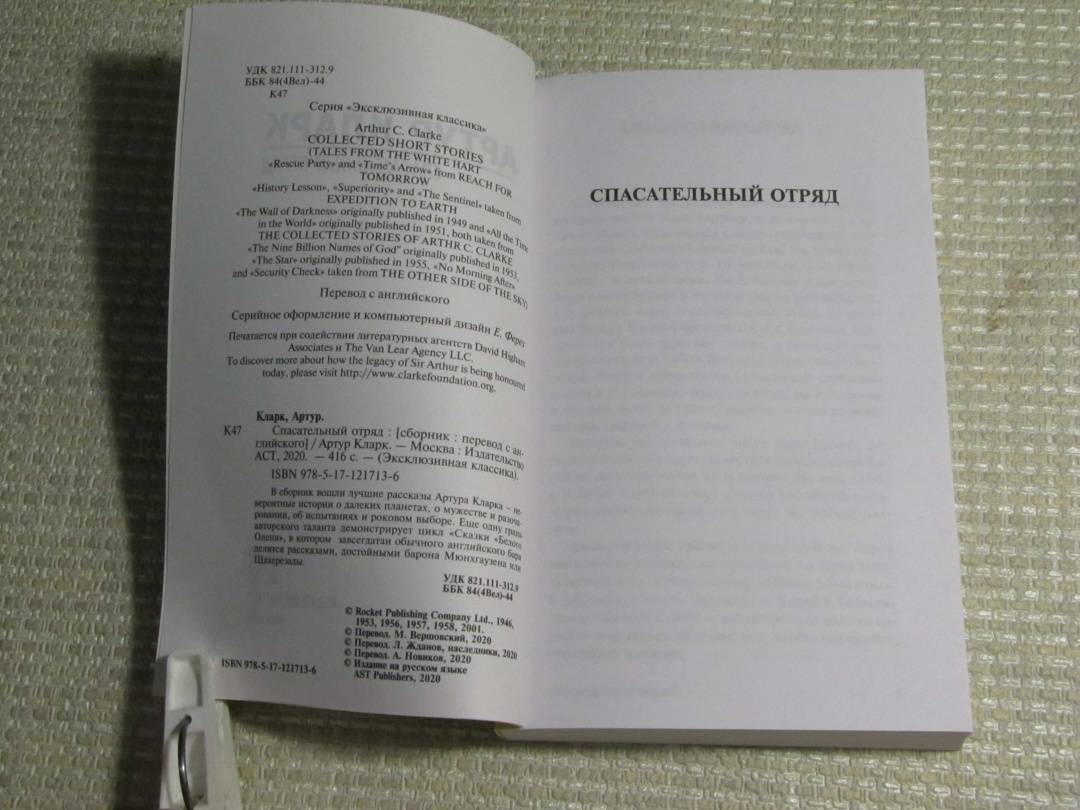 УДК 821.111-312.9
ББК 84(4Вел)-44
К47
Серия «Эксклюзивная классика»
Arthur C. Clarke
COLLECTED SHORT STORIES
(TALES FROM THE WHITE HART
«Rescue Party» and «Time's Arrow» from REACH FOR
TOMORROW
«History Lesson», «Superiority» and «The Sentinel» taken from
EXPEDITION TO EARTH
«The Wall of Darkness» originally published in 1949 and «All the Time
in the World» originally published in 1951, both taken from
THE COLLECTED STORIES OF ARTHR C. CLARKE
«The Nine Billion Names of God” originally published in 1953,
«The Star» originally published in 1955, «No Morning After»
and «Security Check» taken from THE OTHER SIDE OF THE SKY)
Перевод с английского
Серийное оформление и компьютерный дизайн Е. Ферез
Печатается при содействии литературных агентств David Higham
Associates и The Van Lear Agency LLC.
To discover more about how the legacy of Sir Arthur is being honoured
today, please visit http://www.clarkefoundation.org.
Кларк, Артур.
К47 Спасательный отряд : [сборник : перевод с ан-
глийского] / Артур Кларк. — Москва : Издательство
АСТ, 2020. — 416 с. — (Эксклюзивная классика).
ISBN 978-5-17-121713-6
В сборник вошли лучшие рассказы Артура Кларка – не-
вероятные истории о далеких планетах, о мужестве и разоча-
ровании, об испытаниях и роковом выборе. Еще одну грань
авторского таланта демонстрирует цикл «Сказки «Белого
Оленя», в котором завсегдатаи обычного английского бара
делятся рассказами, достойными барона Мюнхгаузена или
Шахерезады.
УДК 821.111-312.9
ББК 84(4Вел)-44
© Rocket Publishing Company Ltd., 1946,
1953, 1956, 1957, 1958, 2001.
© Перевод. М. Вершовский, 2020
© Перевод. Л. Жданов, наследники, 2020
© Перевод. А. Новиков, 2020
© Издание на русском языке
AST Publishers, 2020
ISBN 978-5-17-121713-6
СПАСАТЕЛЬНЫЙ ОТРЯД